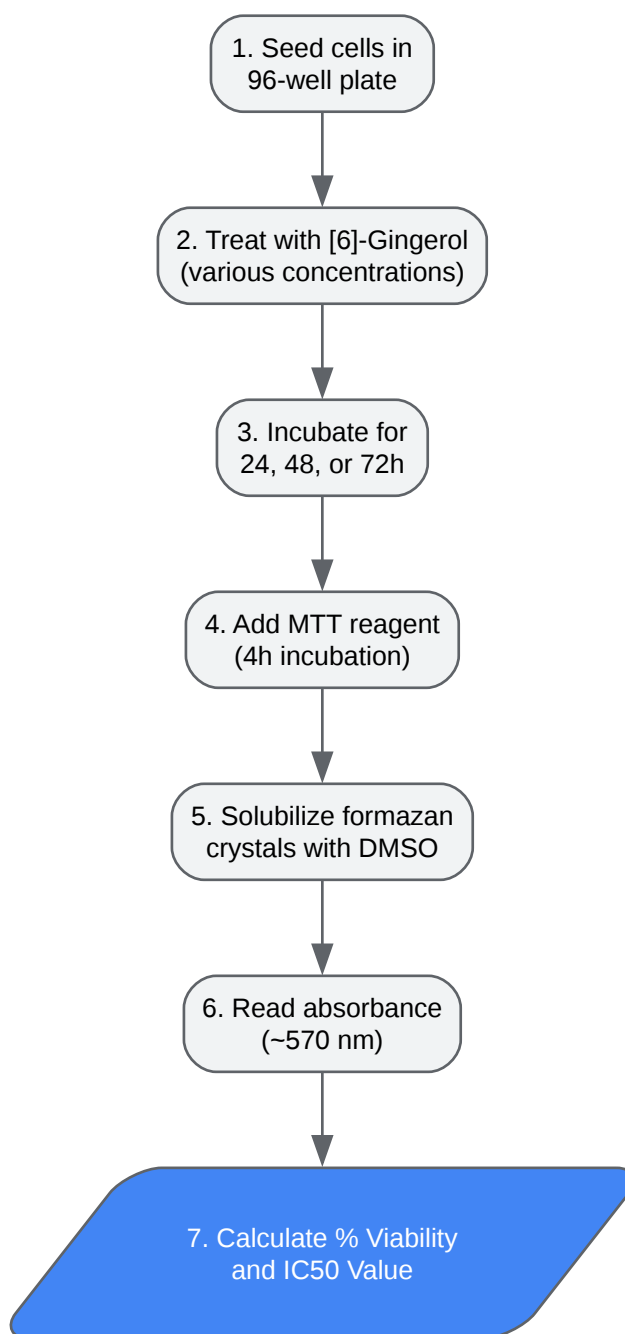 1. Seed cells in
96-well plate
2. Treat with [6]-Gingerol
(various concentrations)
3. Incubate for
24, 48, or 72h
4. Add MTT reagent
(4h incubation)
5. Solubilize formazan
crystals with DMSO
6. Read absorbance
(~570 nm)
7. Calculate % Viability
and IC50 Value